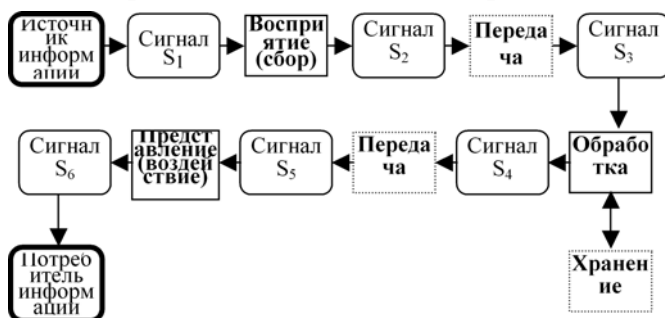 Источн
ик
информ
ации
Сигнал
S₁
Воспри
ятие
(сбор)
Сигнал
S₂
Переда
ча
Сигнал
S₃
Сигнал
S₆
Предст
авление
(воздей
ствие)
Сигнал
S₅
Переда
ча
Сигнал
S₄
Обрабо
тка
Потреб
итель
информ
ации
Хранен
ие